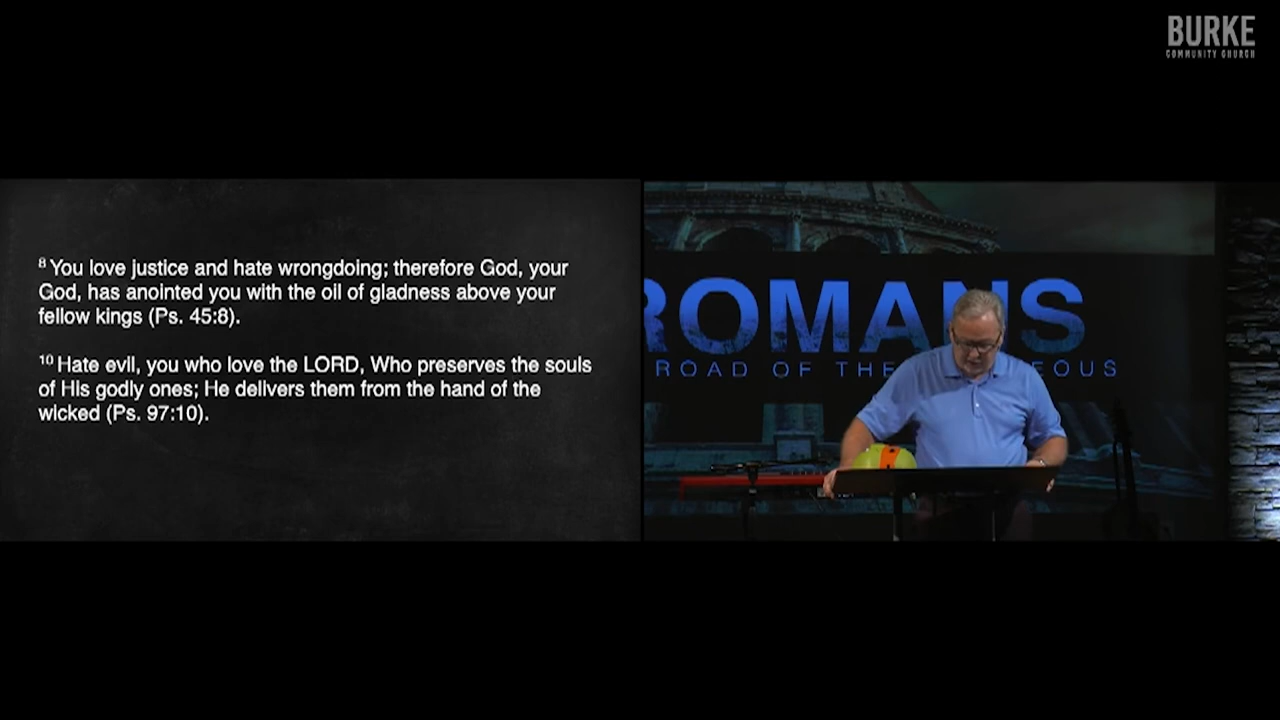 BURKE
COMMUNITY CHURCH
8 You love justice and hate wrongdoing; therefore God, your
God, has anointed you with the oil of gladness above your
fellow kings (Ps. 45:8).
10 Hate evil, you who love the LORD, Who preserves the souls
of His godly ones; He delivers them from the hand of the
wicked (Ps. 97:10).
ROMANS
ROAD OF THE EOUS